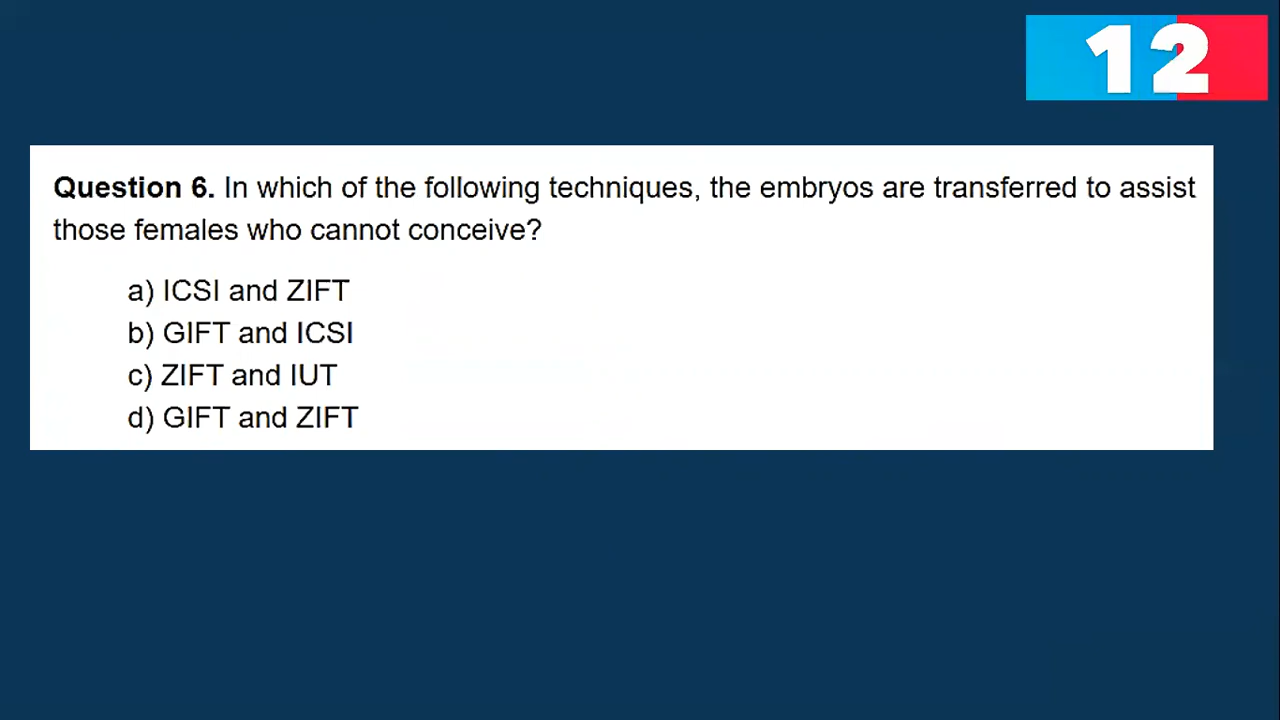 12
Question 6. In which of the following techniques, the embryos are transferred to assist
those females who cannot conceive?
a) ICSI and ZIFT
b) GIFT and ICSI
c) ZIFT and IUT
d) GIFT and ZIFT